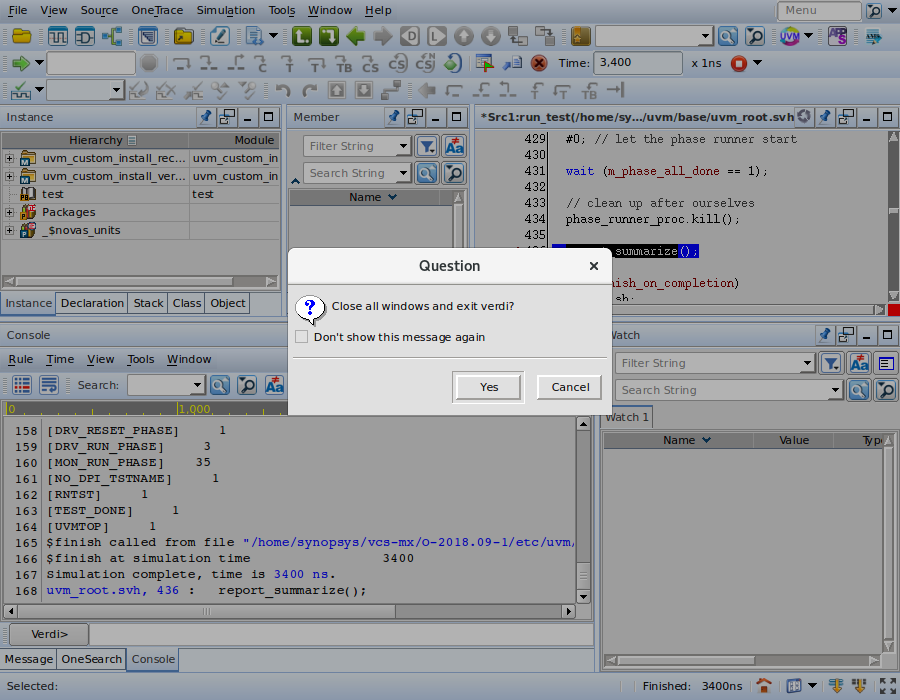 File View Source OneTrace Simulation Tools Window Help
Menu
Time: 3,400 x 1ns
Instance
Hierarchy Module
uvm_custom_install_rec... uvm_custom_in
uvm_custom_install_ver... uvm_custom_in
test test
Packages
_$novas_units
Instance Declaration Stack Class Object
Member
Filter String
Search String
Name
*Src1:run_test(/home/sy.../uvm/base/uvm_root.svh
429 #0; // let the phase runner start
430
431 wait (m_phase_all_done == 1);
432
433 // clean up after ourselves
434 phase_runner_proc.kill();
435
summarize();
nish_on_completion)
Question
Close all windows and exit verdi?
Don't show this message again
Yes Cancel
Console
Rule Time View Tools Window
Search:
0 1,000
158 [DRV_RESET_PHASE] 1
159 [DRV_RUN_PHASE] 3
160 [MON_RUN_PHASE] 35
161 [NO_DPI_TSTNAME] 1
162 [RNTST] 1
163 [TEST_DONE] 1
164 [UVMTOP] 1
165 $finish called from file "/home/synopsys/vcs-mx/O-2018.09-1/etc/uvm/
166 $finish at simulation time 3400
167 Simulation complete, time is 3400 ns.
168 uvm_root.svh, 436 : report_summarize();
Verdi>
Message OneSearch Console
Watch
Filter String
Search String
Watch 1
Name Value Type
Selected:
Finished: 3400ns